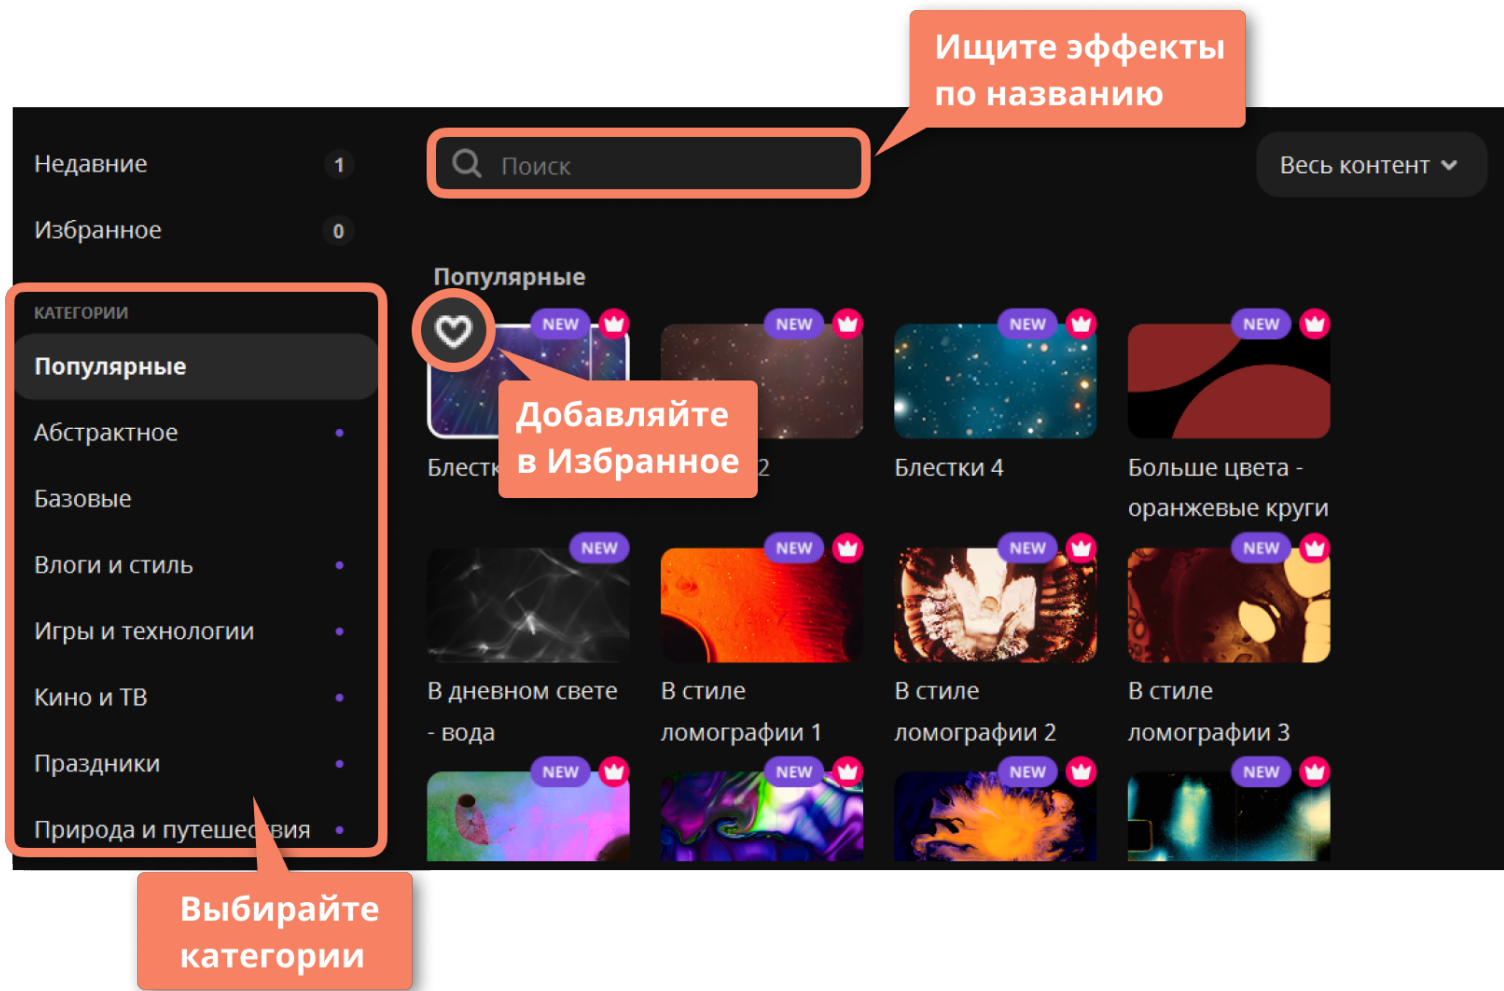 Ищите эффекты
по названию
Недавние 1
Поиск
Весь контент
Избранное 0
Популярные
КАТЕГОРИИ
Популярные
Абстрактное
Базовые
Влоги и стиль
Игры и технологии
Кино и ТВ
Праздники
Природа и путешествия
NEW
NEW
NEW
NEW
Добавляйте
в Избранное
2
Блестки 4
Больше цвета -
оранжевые круги
NEW
NEW
NEW
NEW
В дневном свете
- вода
В стиле
ломографии 1
В стиле
ломографии 2
В стиле
ломографии 3
NEW
NEW
NEW
NEW
Выбирайте
категории